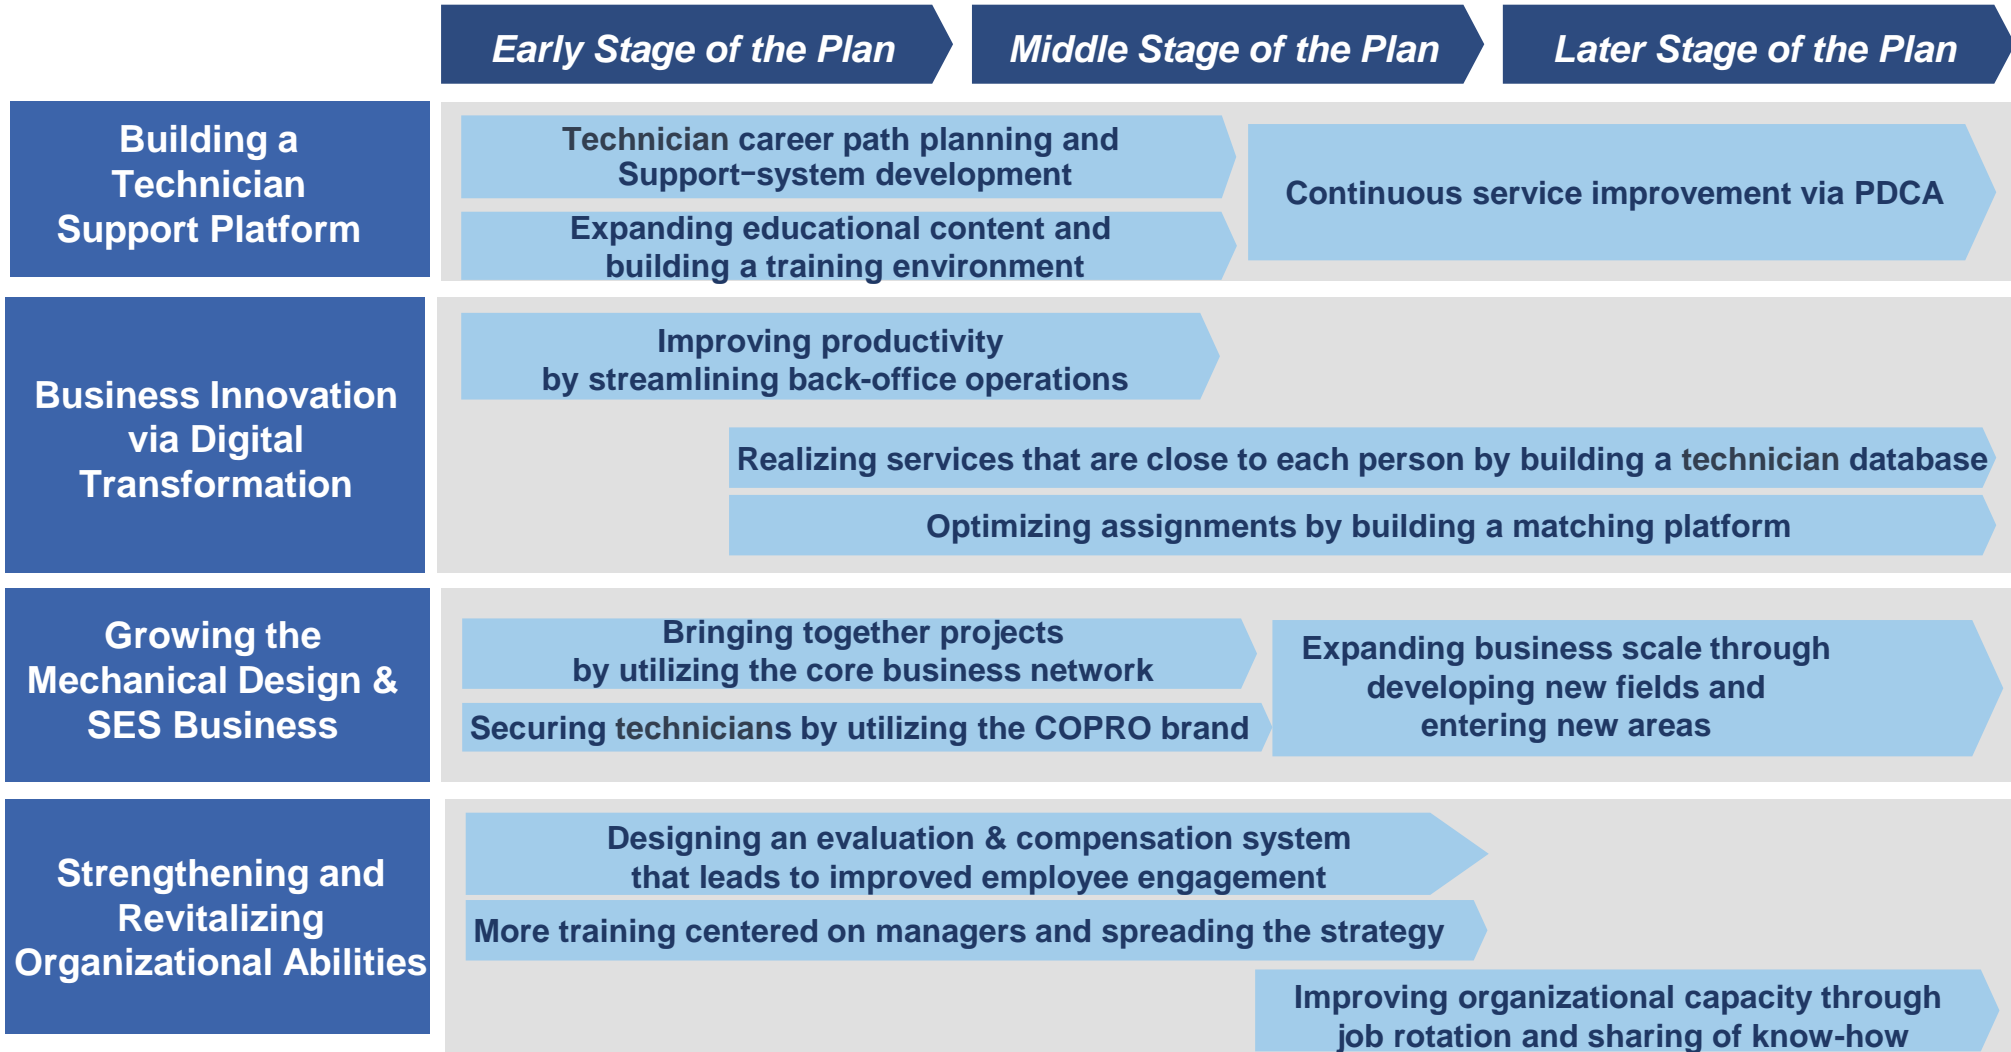 Early Stage of the Plan
Middle Stage of the Plan
Later Stage of the Plan
Building a
Technician
Support Platform
Technician career path planning and
Support-system development
Expanding educational content and
building a training environment
Continuous service improvement via PDCA
Business Innovation
via Digital
Transformation
Improving productivity
by streamlining back-office operations
Realizing services that are close to each person by building a technician database
Optimizing assignments by building a matching platform
Growing the
Mechanical Design &
SES Business
Bringing together projects
by utilizing the core business network
Securing technicians by utilizing the COPRO brand
Expanding business scale through
developing new fields and
entering new areas
Strengthening and
Revitalizing
Organizational Abilities
Designing an evaluation & compensation system
that leads to improved employee engagement
More training centered on managers and spreading the strategy
Improving organizational capacity through
job rotation and sharing of know-how